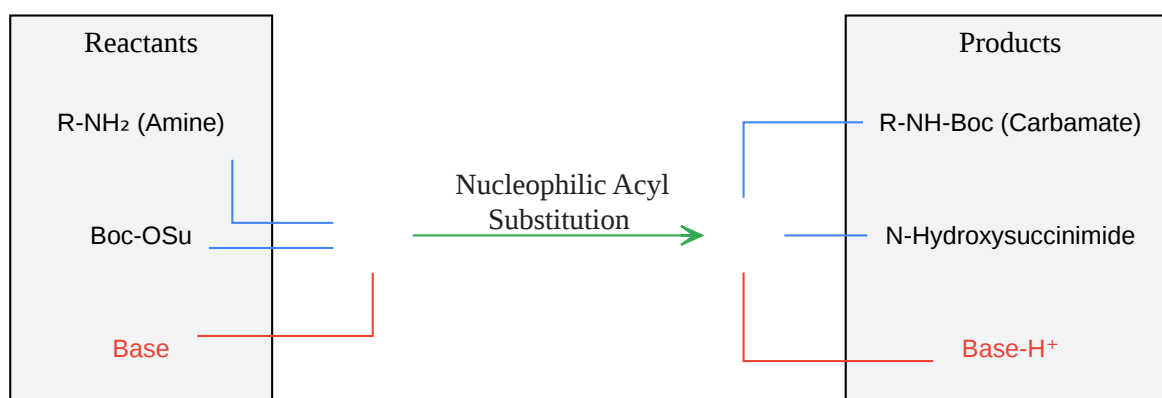 Reactants
R-NH₂ (Amine)
Boc-OSu
Base
Nucleophilic Acyl
Substitution
Products
R-NH-Boc (Carbamate)
N-Hydroxysuccinimide
Base-H⁺